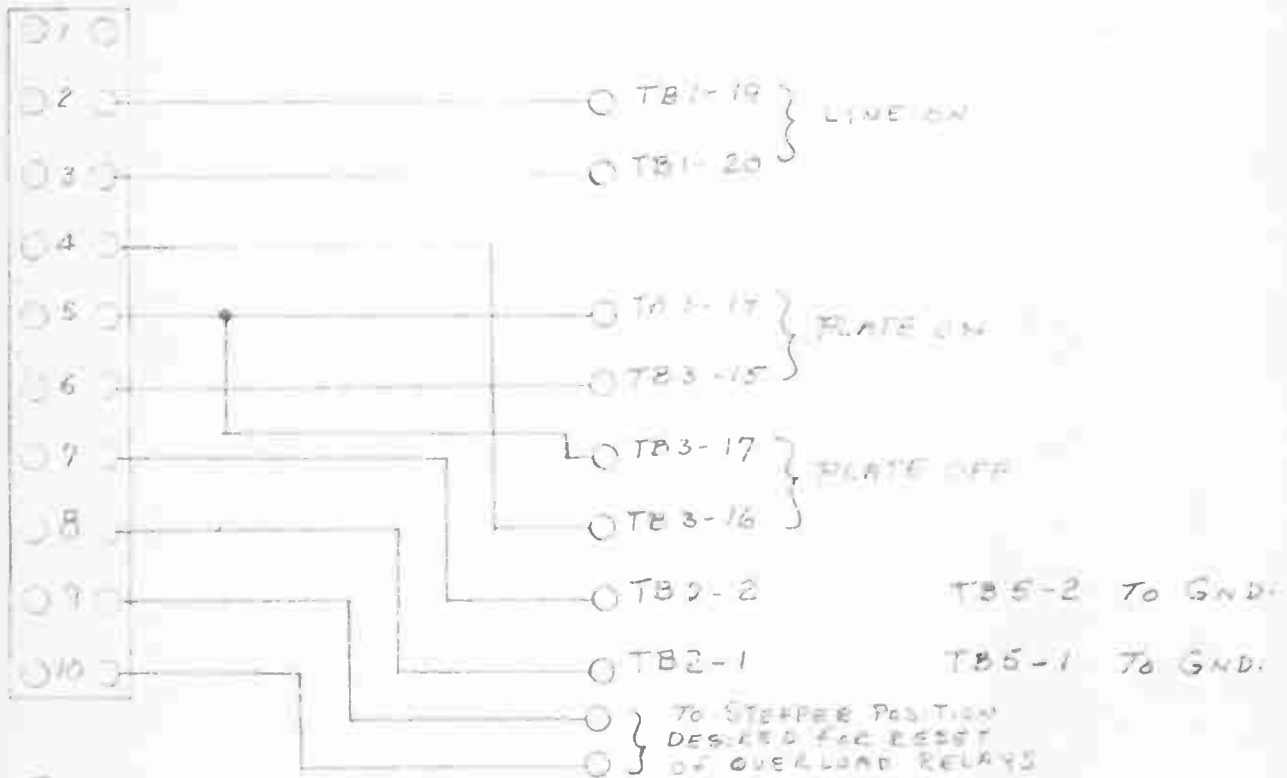 1
2
TB1-19
LINE ON
3
TB1-20
4
5
PLATE ON
6
TB3-15
7
TB3-17
PLATE OFF
8
TB3-16
9
TB2-2
TB5-2 TO GND.
10
TB2-1
TB5-1 TO GND.
TO STEPPER POSITION
DESIRED FOR RESET
OF OVERLOAD RELAYS